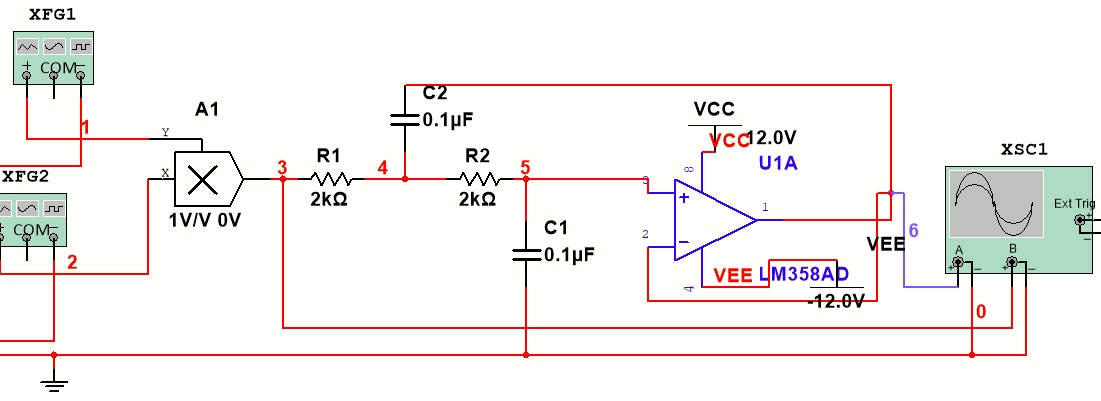 XFG1
+ COM −
1
A1
Y
X
1V/V 0V
XFG2
+ COM −
2
3
R1
2kΩ
4
C2
0.1µF
R2
2kΩ
5
C1
0.1µF
VCC
12.0V
VCC
U1A
8
3
+
1
2
−
4
VEE
LM358AD
VEE
-12.0V
6
XSC1
Ext Trig
+
−
A
B
+ −
+ −
0